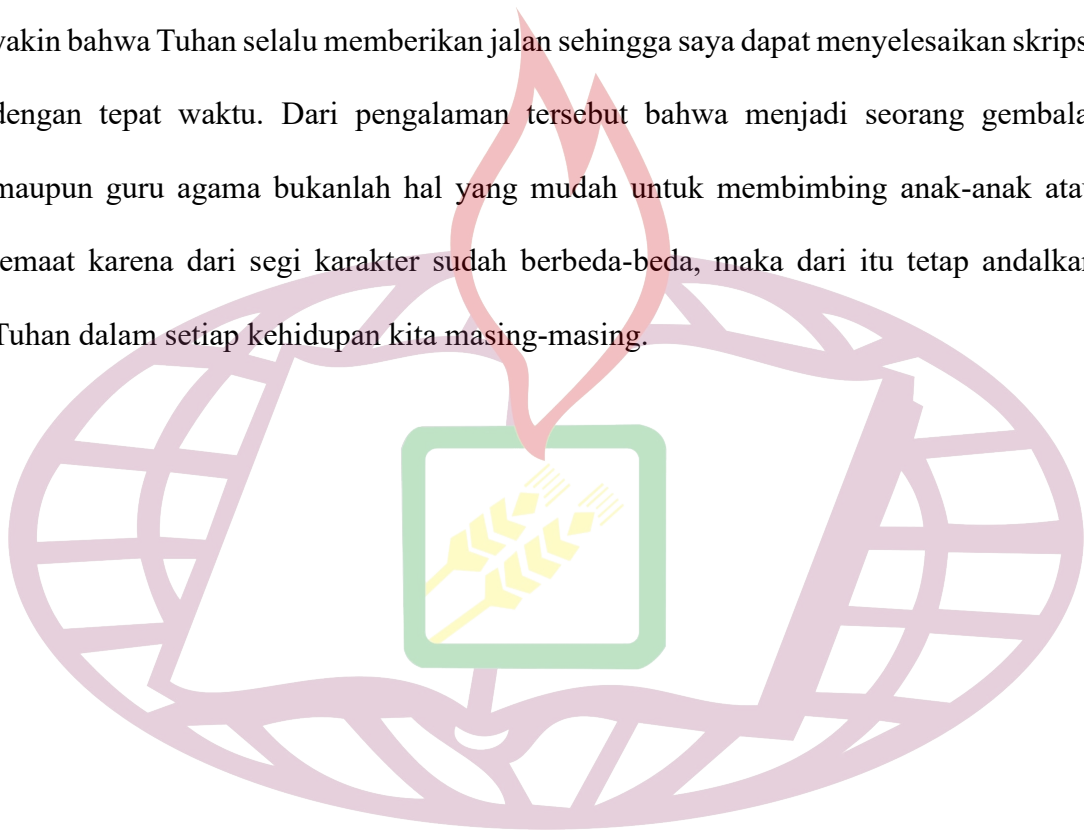 yakin bahwa Tuhan selalu memberikan jalan sehingga saya dapat menyelesaikan skrips
dengan tepat waktu. Dari pengalaman tersebut bahwa menjadi seorang gembala
maupun guru agama bukanlah hal yang mudah untuk membimbing anak-anak atau
jemaat karena dari segi karakter sudah berbeda-beda, maka dari itu tetap andalkan
Tuhan dalam setiap kehidupan kita masing-masing.